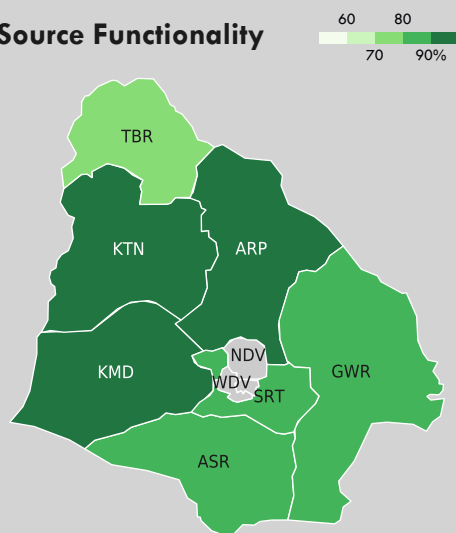 Source Functionality
60 80
70 90%
TBR
KTN ARP
NDV
KMD GWR
WDV
SRT
ASR